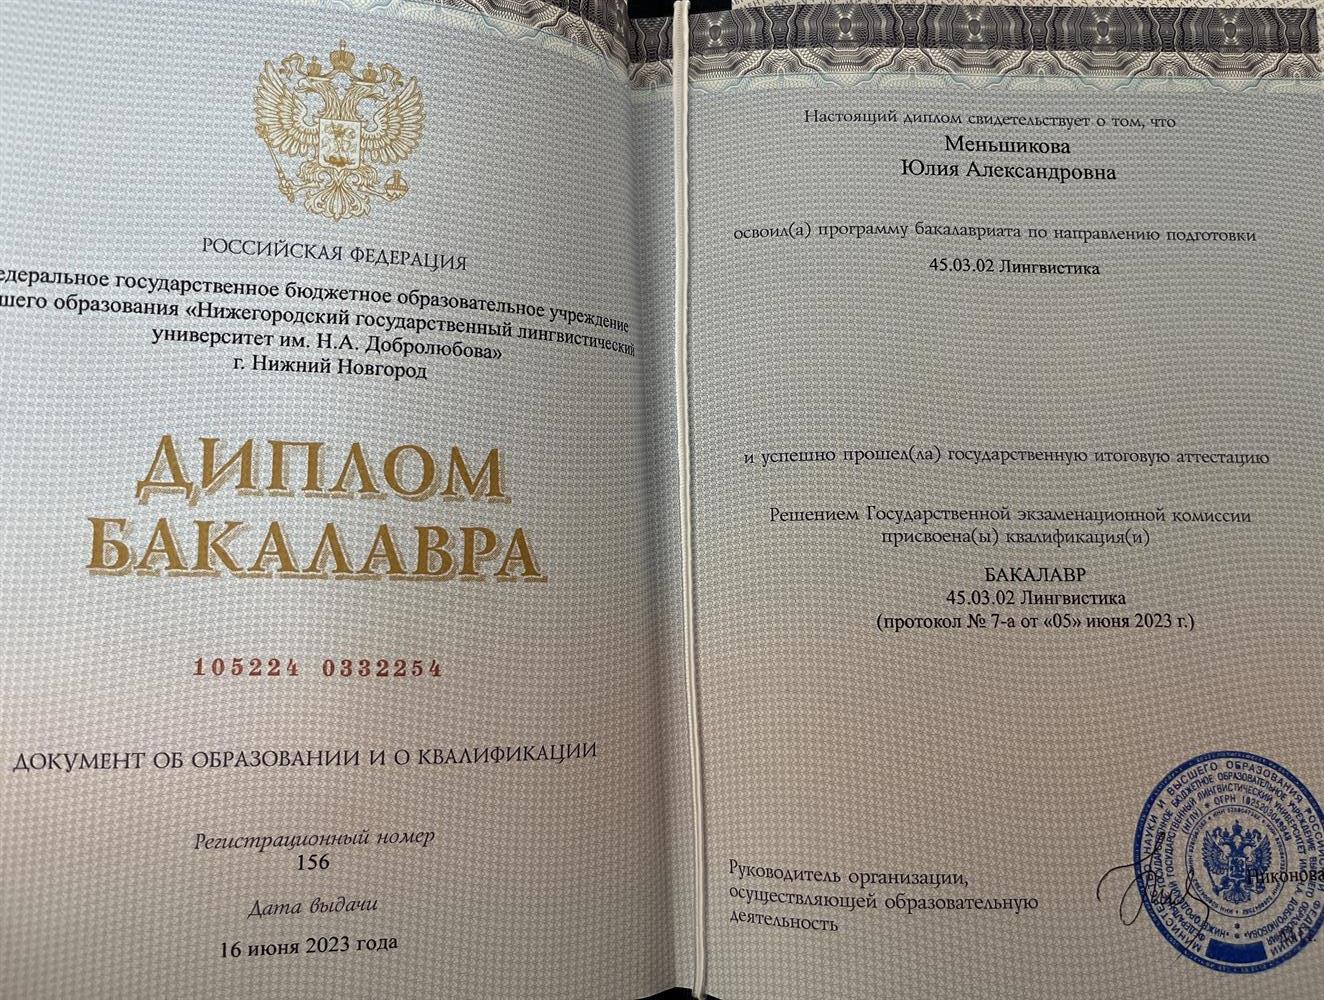 РОССИЙСКАЯ ФЕДЕРАЦИЯ
едеральное государственное бюджетное образовательное учреждение
шего образования «Нижегородский государственный лингвистический
университет им. Н.А. Добролюбова»
г. Нижний Новгород
ДИПЛОМ
БАКАЛАВРА
105224 0332254
ДОКУМЕНТ ОБ ОБРАЗОВАНИИ И О КВАЛИФИКАЦИИ
Регистрационный номер
156
Дата выдачи
16 июня 2023 года
Настоящий диплом свидетельствует о том, что
Меньшикова
Юлия Александровна
освоил(а) программу бакалавриата по направлению подготовки
45.03.02 Лингвистика
и успешно прошел(ла) государственную итоговую аттестацию
Решением Государственной экзаменационной комиссии
присвоена(ы) квалификация(и)
БАКАЛАВР
45.03.02 Лингвистика
(протокол № 7-а от «05» июня 2023 г.)
Руководитель организации,
осуществляющей образовательную
деятельность
Никонова